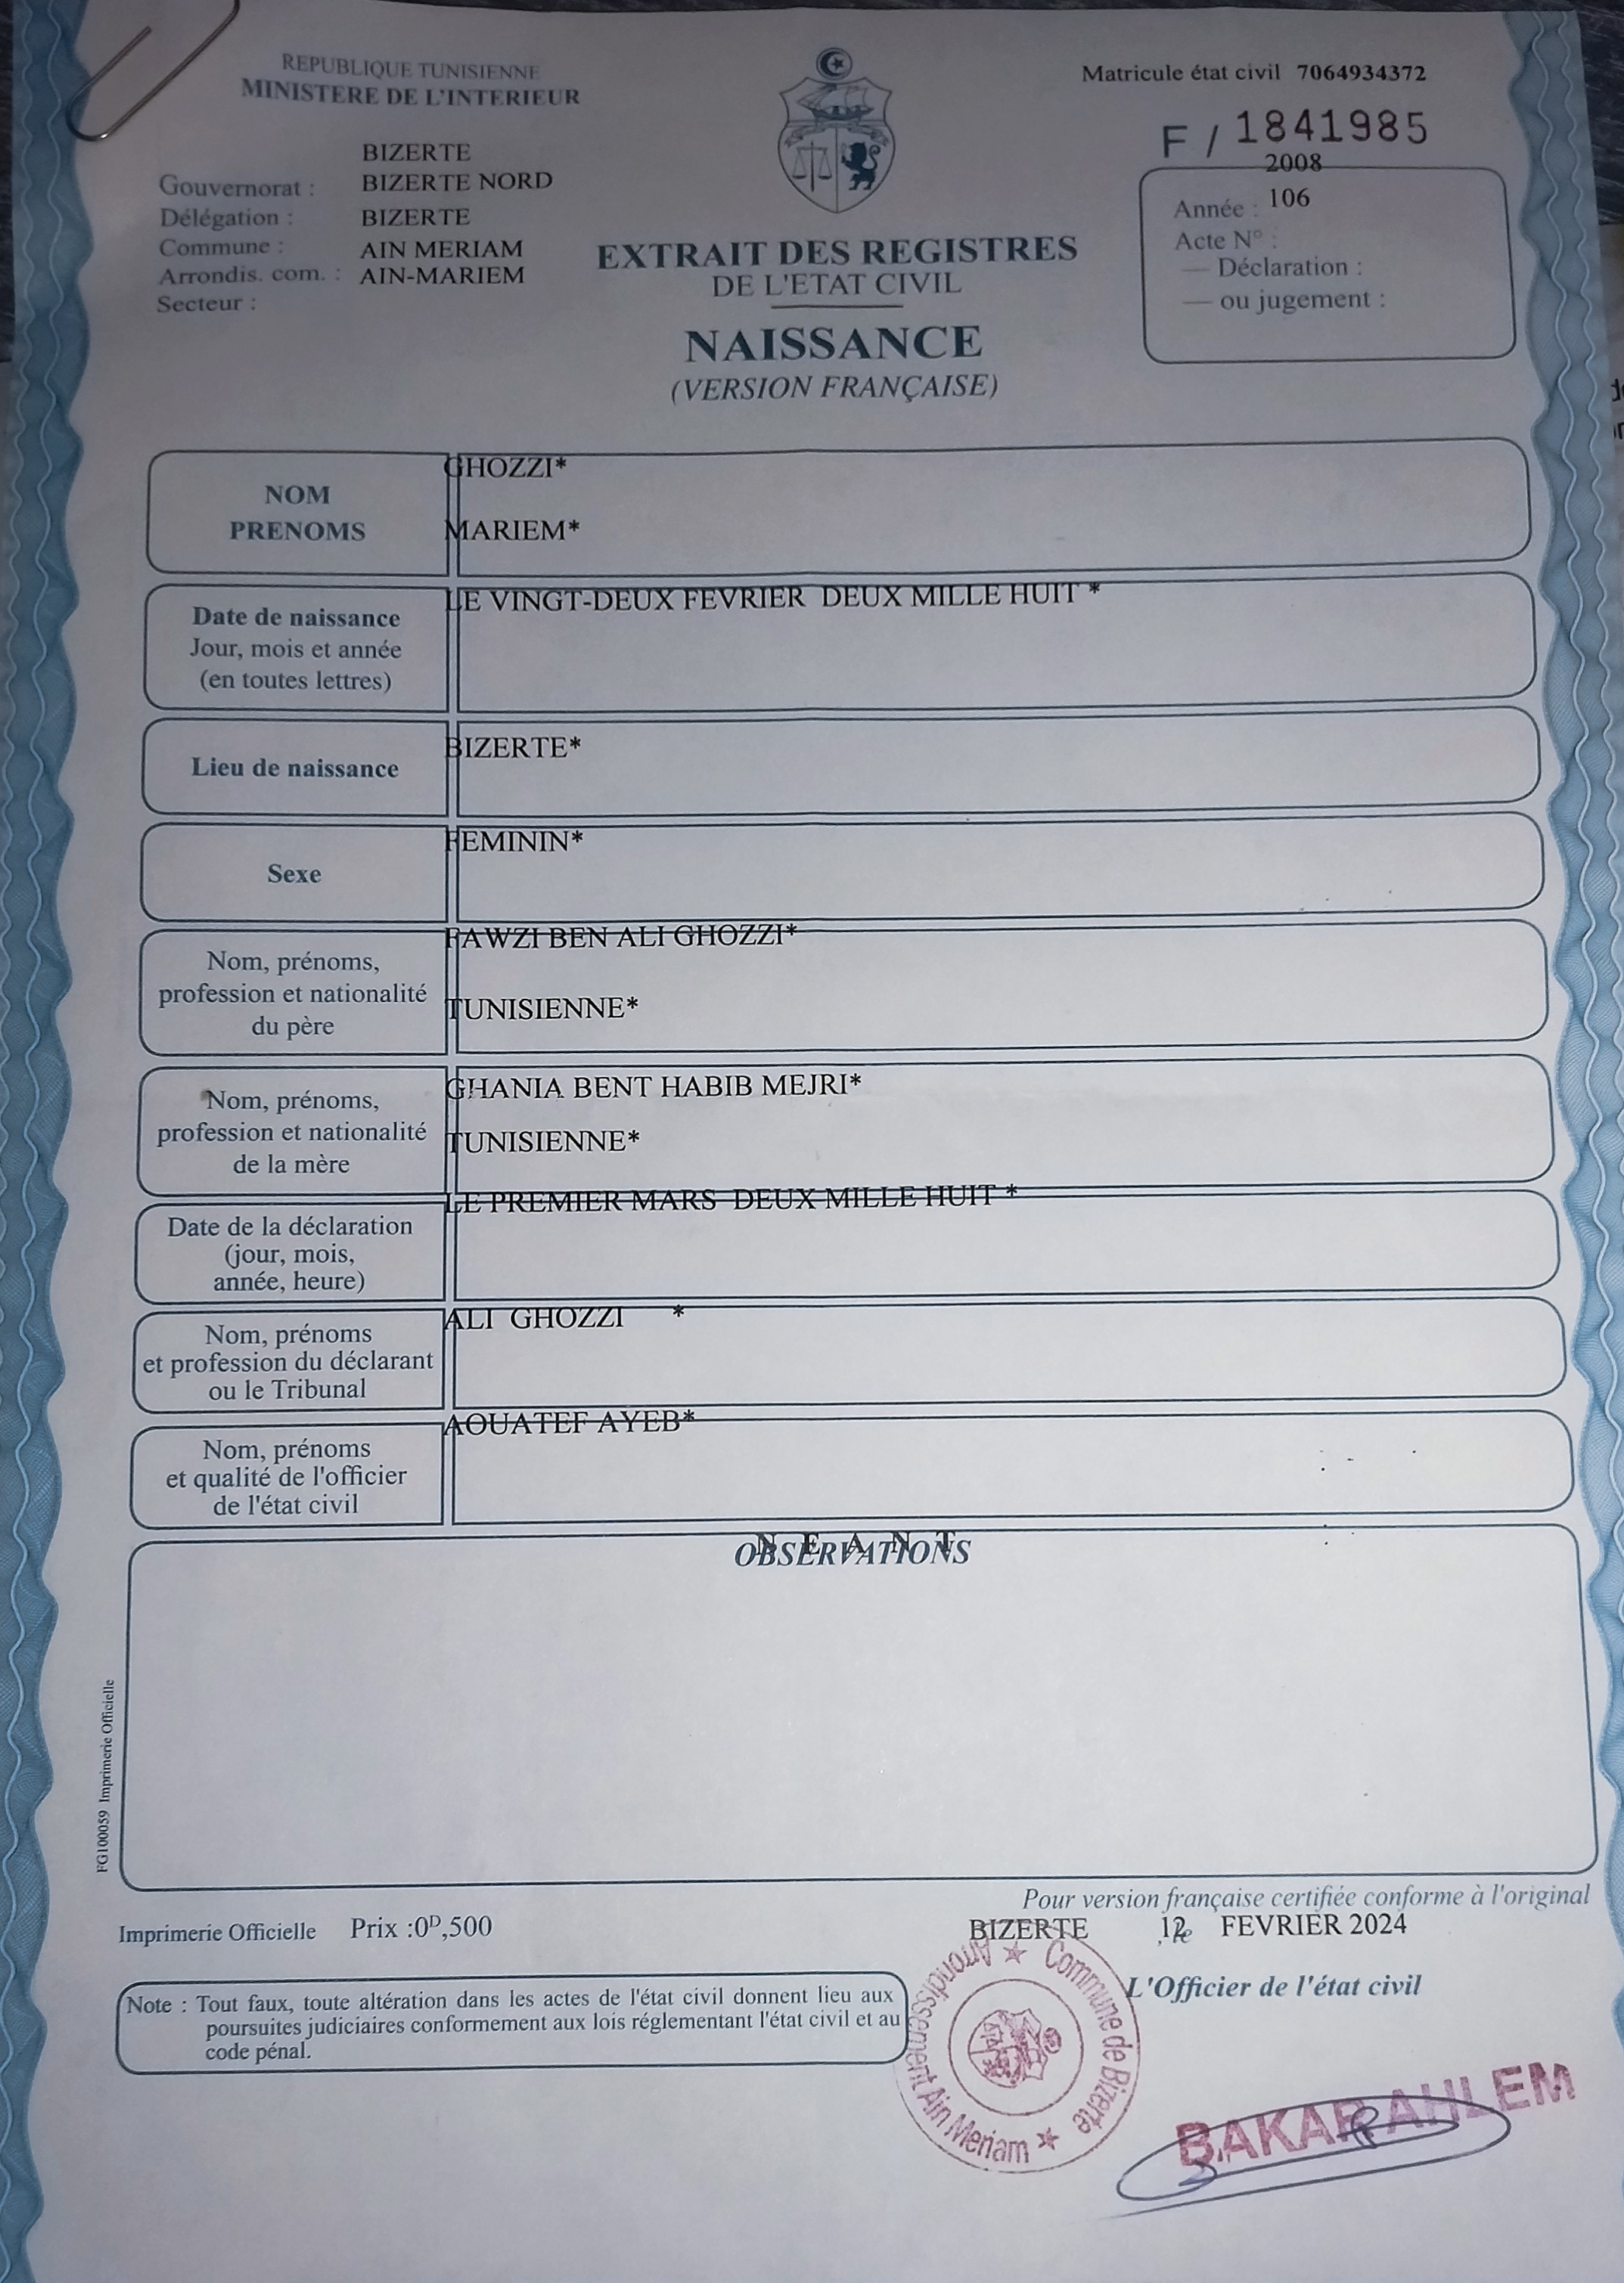 REPUBLIQUE TUNISIENNE
MINISTERE DE L'INTERIEUR
BIZERTE
Gouvernorat : BIZERTE NORD
Délégation : BIZERTE
Commune : AIN MERIAM
Arrondis. com. : AIN-MARIEM
Secteur :
Matricule état civil 7064934372
F / 1841985
2008
Année : 106
Acte N° :
— Déclaration :
— ou jugement :
EXTRAIT DES REGISTRES
DE L'ETAT CIVIL
NAISSANCE
(VERSION FRANÇAISE)
NOM
PRENOMS
GHOZZI*
MARIEM*
Date de naissance
Jour, mois et année
(en toutes lettres)
LE VINGT-DEUX FEVRIER DEUX MILLE HUIT *
Lieu de naissance
BIZERTE*
Sexe
FEMININ*
Nom, prénoms,
profession et nationalité
du père
FAWZI BEN ALI GHOZZI*
TUNISIENNE*
Nom, prénoms,
profession et nationalité
de la mère
GHANIA BENT HABIB MEJRI*
TUNISIENNE*
Date de la déclaration
(jour, mois,
année, heure)
LE PREMIER MARS DEUX MILLE HUIT *
Nom, prénoms
et profession du déclarant
ou le Tribunal
ALI GHOZZI *
Nom, prénoms
et qualité de l'officier
de l'état civil
AOUATEF AYEB*
N E A N T
OBSERVATIONS
FG100059 Imprimerie Officielle
Pour version française certifiée conforme à l'original
Imprimerie Officielle Prix :0ᴰ,500
BIZERTE , le 12 FEVRIER 2024
L'Officier de l'état civil
Note : Tout faux, toute altération dans les actes de l'état civil donnent lieu aux
poursuites judiciaires conformement aux lois réglementant l'état civil et au
code pénal.
Commune de Bizerte ★ Arrondissement Ain Meriam ★
BAKAR AHLEM